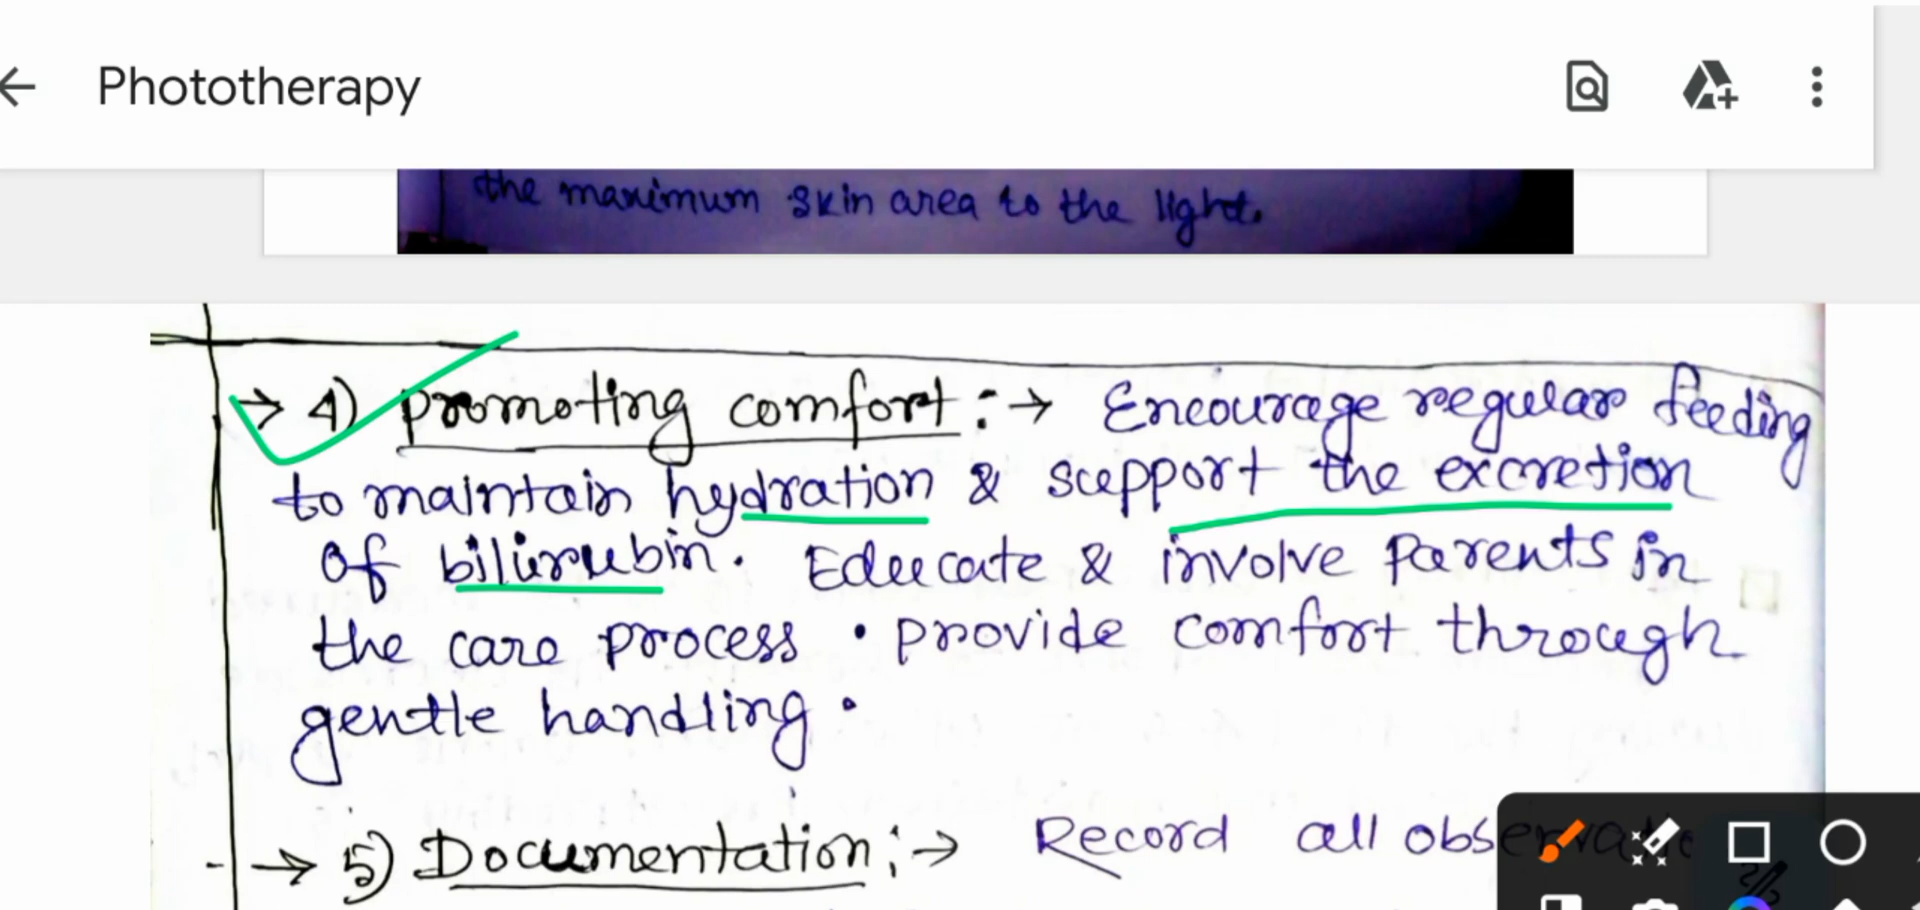 Phototherapy
the maximum skin area to the light.
→ 4) Promoting comfort :→ Encourage regular feeding
to maintain hydration & support the excretion
of bilirubin. Educate & involve Parents in
the care process . provide comfort through
gentle handling .
→ 5) Documentation :→ Record all